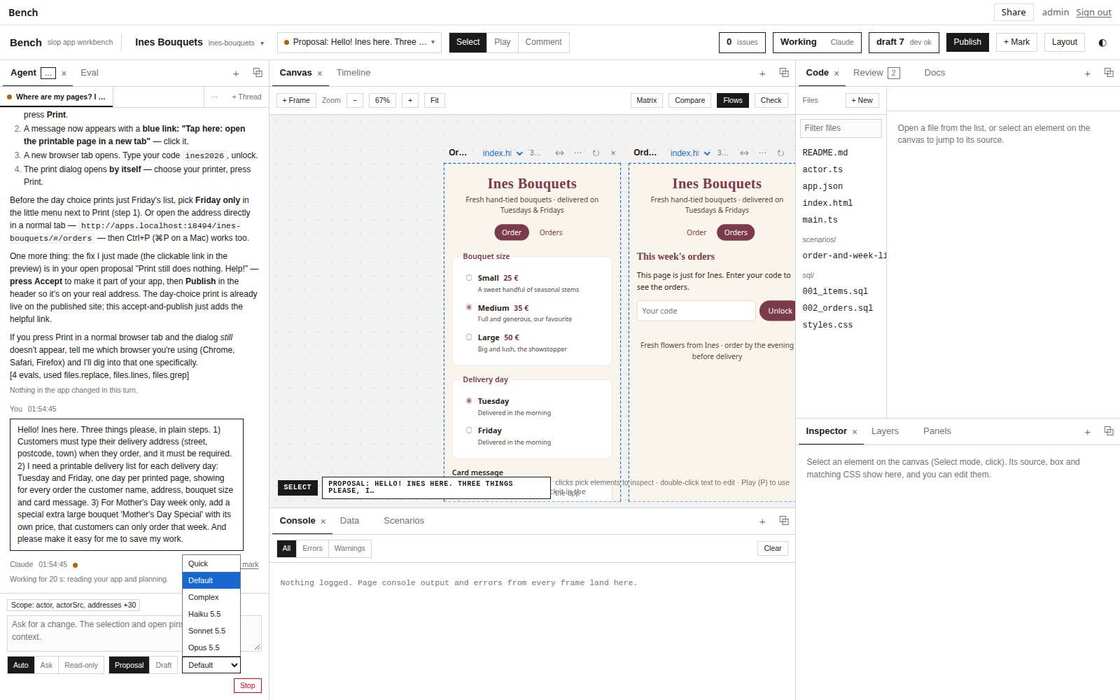 Bench
Share
admin
Sign out
Bench slop app workbench
Ines Bouquets ines-bouquets
Proposal: Hello! Ines here. Three …
Select
Play
Comment
0 issues
Working Claude
draft 7 dev ok
Publish
+ Mark
Layout
Agent … ×
Eval
Where are my pages? I …
+ Thread
press Print.
2. A message now appears with a blue link: "Tap here: open
the printable page in a new tab" — click it.
3. A new browser tab opens. Type your code ines2026 , unlock.
4. The print dialog opens by itself — choose your printer, press
Print.
Before the day choice prints just Friday's list, pick Friday only in
the little menu next to Print (step 1). Or open the address directly
in a normal tab — http://apps.localhost:18494/ines-
bouquets/#/orders — then Ctrl+P (⌘P on a Mac) works too.
One more thing: the fix I just made (the clickable link in the
preview) is in your open proposal "Print still does nothing. Help!" —
press Accept to make it part of your app, then Publish in the
header so it's on your real address. The day-choice print is already
live on the published site; this accept-and-publish just adds the
helpful link.
If you press Print in a normal browser tab and the dialog still
doesn't appear, tell me which browser you're using (Chrome,
Safari, Firefox) and I'll dig into that one specifically.
[4 evals, used files.replace, files.lines, files.grep]
Nothing in the app changed in this turn.
You 01:54:45
Hello! Ines here. Three things please, in plain steps. 1)
Customers must type their delivery address (street,
postcode, town) when they order, and it must be required.
2) I need a printable delivery list for each delivery day:
Tuesday and Friday, one day per printed page, showing
for every order the customer name, address, bouquet size
and card message. 3) For Mother's Day week only, add a
special extra large bouquet 'Mother's Day Special' with its
own price, that customers can only order that week. And
please make it easy for me to save my work.
Claude 01:54:45
mark
Working for 20 s: reading your app and planning.
Scope: actor, actorSrc, addresses +30
Ask for a change. The selection and open pins
context.
Auto
Ask
Read-only
Proposal
Draft
Quick
Default
Complex
Haiku 5.5
Sonnet 5.5
Opus 5.5
Default
Stop
Canvas ×
Timeline
+ Frame
Zoom
−
67%
+
Fit
Matrix
Compare
Flows
Check
Or…
index.h
3…
Ines Bouquets
Fresh hand-tied bouquets · delivered on
Tuesdays & Fridays
Order
Orders
Bouquet size
Small 25 €
A sweet handful of seasonal stems
Medium 35 €
Full and generous, our favourite
Large 50 €
Big and lush, the showstopper
Delivery day
Tuesday
Delivered in the morning
Friday
Delivered in the morning
Card message
Ord…
index.h
3…
Ines Bouquets
Fresh hand-tied bouquets · delivered on
Tuesdays & Fridays
Order
Orders
This week's orders
This page is just for Ines. Enter your code to
see the orders.
Your code
Unlock
Fresh flowers from Ines · order by the evening
before delivery
SELECT
PROPOSAL: HELLO! INES HERE. THREE THINGS
PLEASE, I…
clicks pick elements to inspect · double-click text to edit · Play (P) to use
the app
Console ×
Data
Scenarios
All
Errors
Warnings
Clear
Nothing logged. Page console output and errors from every frame land here.
Code ×
Review 2
Docs
Files
+ New
Filter files
README.md
actor.ts
app.json
index.html
main.ts
scenarios/
order-and-week-li
sql/
001_items.sql
002_orders.sql
styles.css
Open a file from the list, or select an element on the
canvas to jump to its source.
Inspector ×
Layers
Panels
Select an element on the canvas (Select mode, click). Its source, box and
matching CSS show here, and you can edit them.